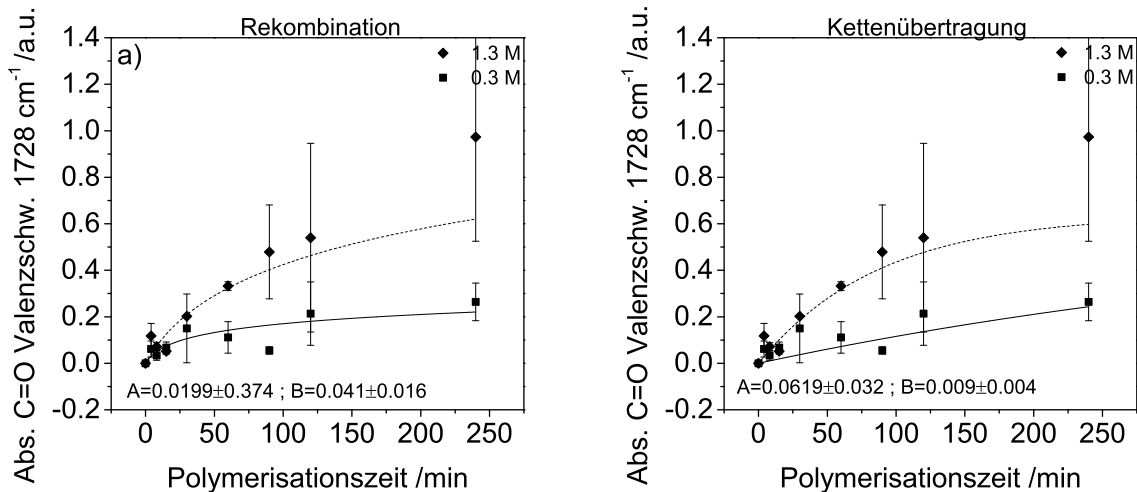 Rekombination
a)
1.3 M
0.3 M
1.4
1.2
1.0
0.8
0.6
0.4
0.2
0.0
-0.2
Abs. C=O Valenzschw. 1728 cm⁻¹ /a.u.
A=0.0199±0.374 ; B=0.041±0.016
0 50 100 150 200 250
Polymerisationszeit /min
Kettenübertragung
1.3 M
0.3 M
1.4
1.2
1.0
0.8
0.6
0.4
0.2
0.0
-0.2
Abs. C=O Valenzschw. 1728 cm⁻¹ /a.u.
A=0.0619±0.032 ; B=0.009±0.004
0 50 100 150 200 250
Polymerisationszeit /min